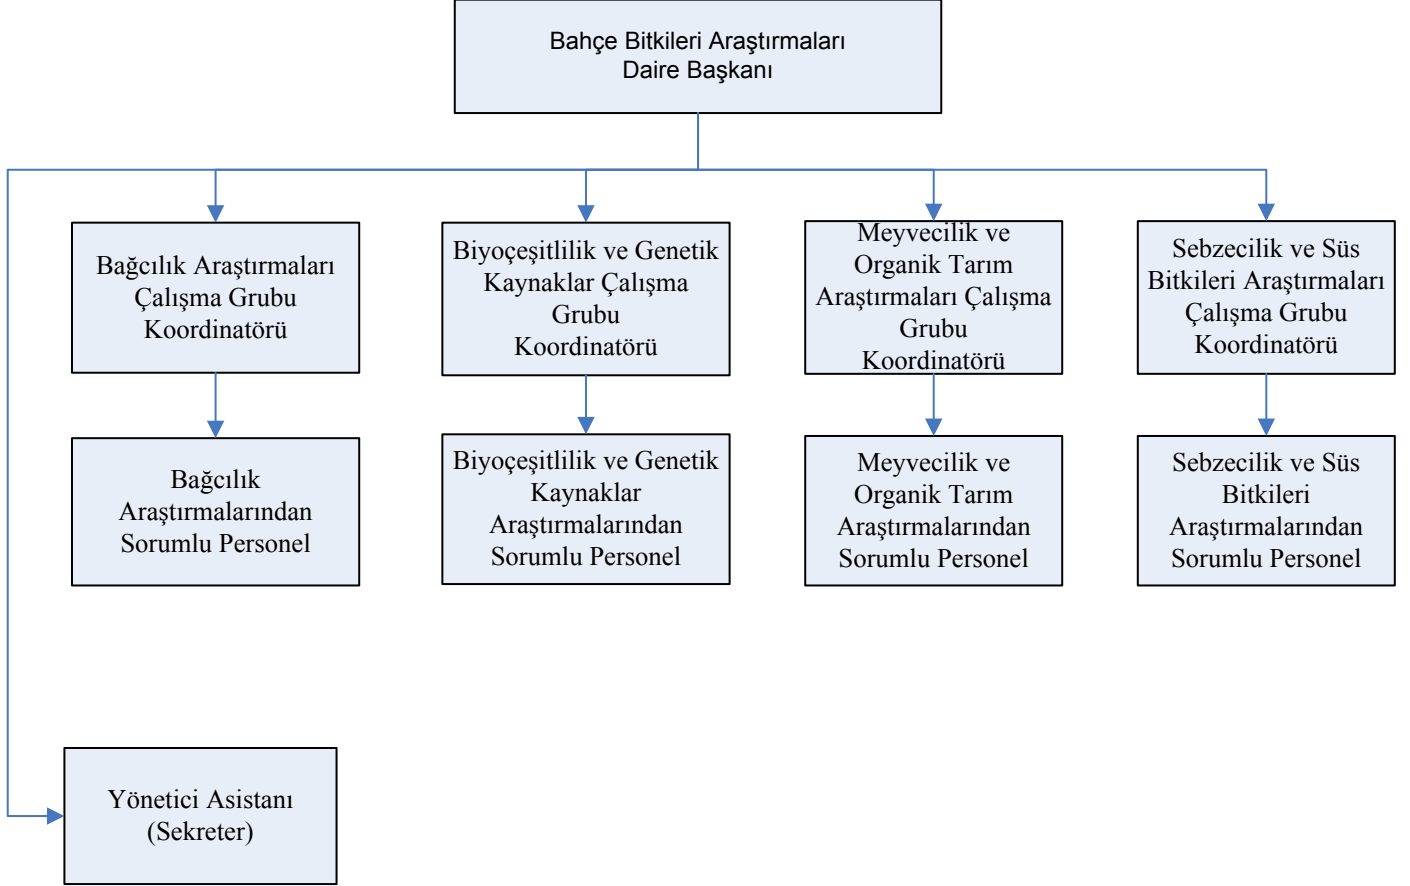 Bahçe Bitkileri Araştırmaları
Daire Başkanı
Bağcılık Araştırmaları
Çalışma Grubu
Koordinatörü
Biyoçeşitlilik ve Genetik
Kaynaklar Çalışma
Grubu
Koordinatörü
Meyvecilik ve
Organik Tarım
Araştırmaları Çalışma
Grubu
Koordinatörü
Sebzecilik ve Süs
Bitkileri Araştırmaları
Çalışma Grubu
Koordinatörü
Bağcılık
Araştırmalarından
Sorumlu Personel
Biyoçeşitlilik ve Genetik
Kaynaklar
Araştırmalarından
Sorumlu Personel
Meyvecilik ve
Organik Tarım
Araştırmalarından
Sorumlu Personel
Sebzecilik ve Süs
Bitkileri
Araştırmalarından
Sorumlu Personel
Yönetici Asistanı
(Sekreter)